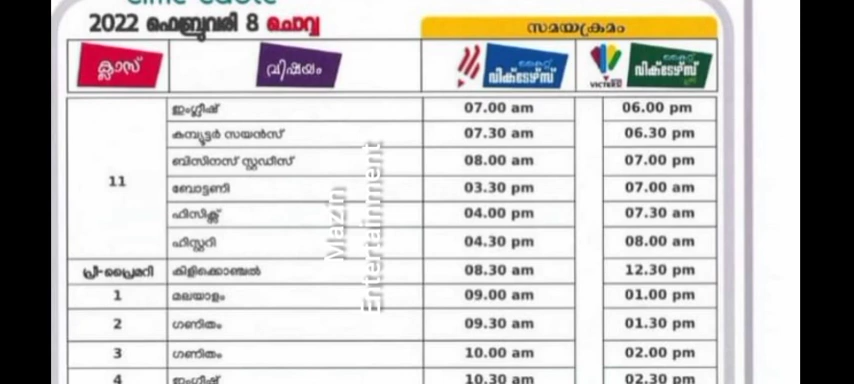 time table
2022 ഫെബ്രുവരി 8 ചൊവ്വ
സമയക്രമം
ക്ലാസ് വിഷയം കൈറ്റ് വിക്ടേഴ്സ് VICTERS വിക്ടേഴ്സ്
11
ഇംഗ്ലീഷ് 07.00 am 06.00 pm
കമ്പ്യൂട്ടർ സയൻസ് 07.30 am 06.30 pm
ബിസിനസ് സ്റ്റഡീസ് 08.00 am 07.00 pm
ബോട്ടണി 03.30 pm 07.00 am
ഫിസിക്സ് 04.00 pm 07.30 am
ഹിസ്റ്ററി 04.30 pm 08.00 am
പ്രീ-പ്രൈമറി കിളിക്കൊഞ്ചൽ 08.30 am 12.30 pm
1 മലയാളം 09.00 am 01.00 pm
2 ഗണിതം 09.30 am 01.30 pm
3 ഗണിതം 10.00 am 02.00 pm
4 ഇംഗ്ലീഷ് 10.30 am 02.30 pm
Mazin
Entertainment